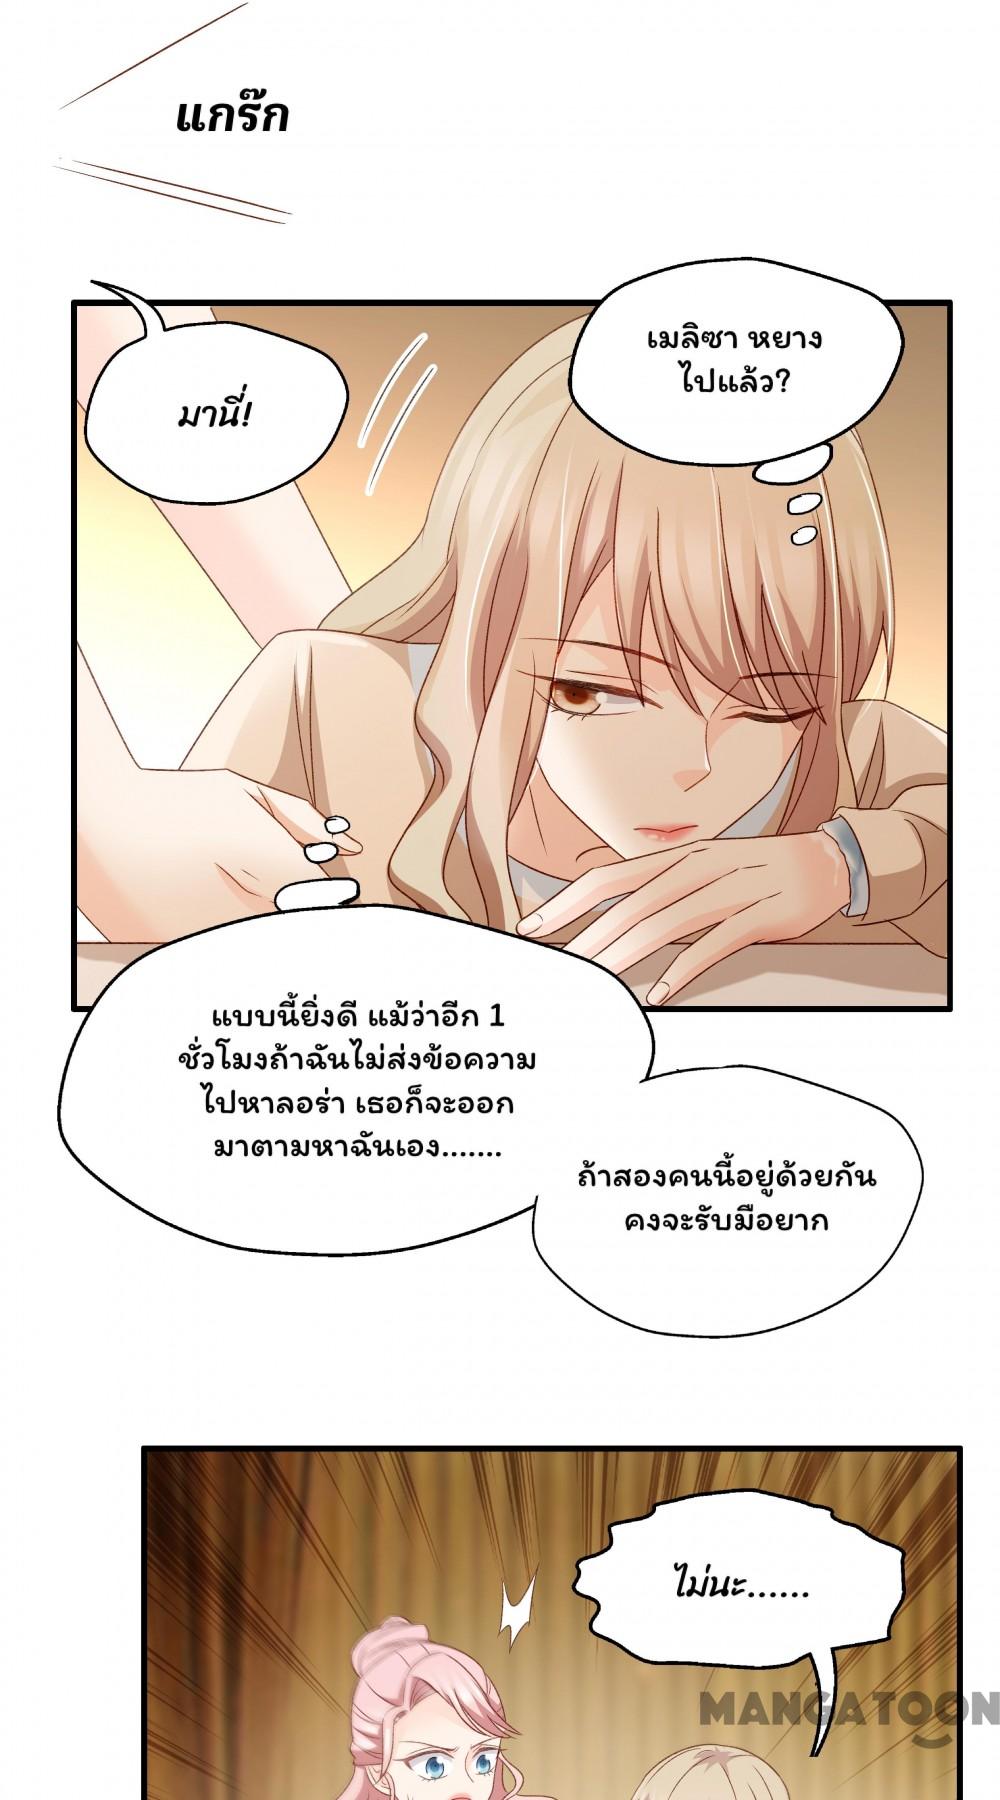 แกร๊ก
เมลิซา หยาง
ไปแล้ว?
มานี่!
แบบนี้ยิ่งดี แม้ว่าอีก 1
ชั่วโมงถ้าฉันไม่ส่งข้อความ
ไปหาลอร่า เธอก็จะออก
มาตามหาฉันเอง.......
ถ้าสองคนนี้อยู่ด้วยกัน
คงจะรับมือยาก
ไม่นะ......
MANGATOON